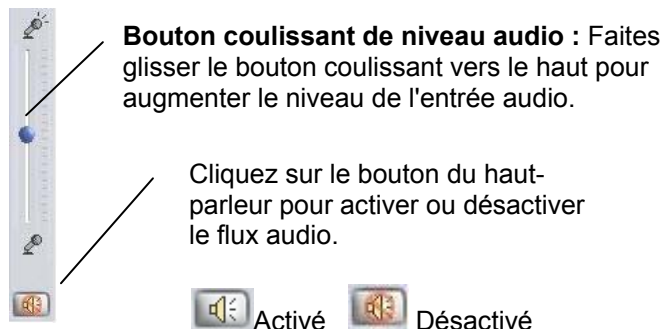 Bouton coulissant de niveau audio : Faites
glisser le bouton coulissant vers le haut pour
augmenter le niveau de l'entrée audio.
Cliquez sur le bouton du haut-
parleur pour activer ou désactiver
le flux audio.
Activé Désactivé